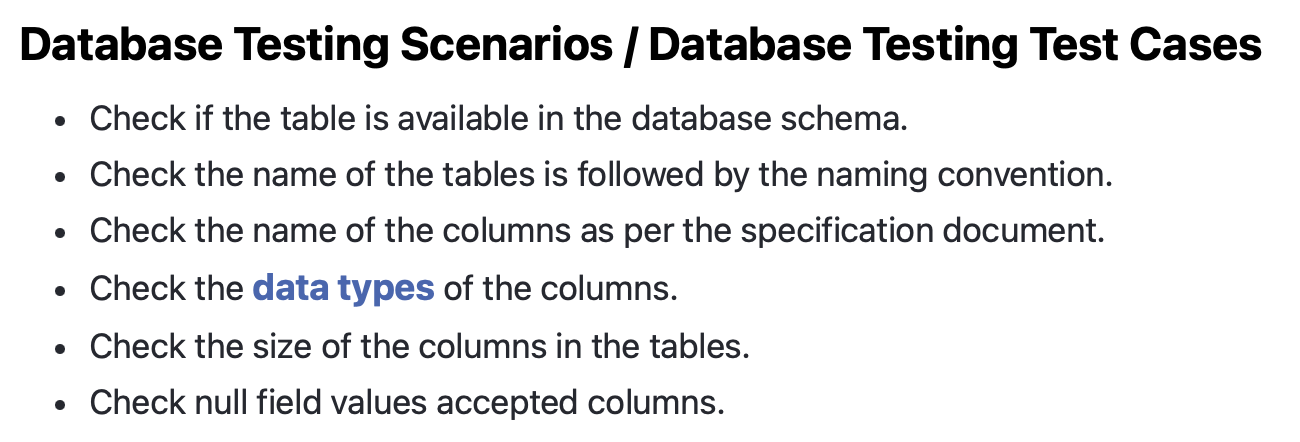 Database Testing Scenarios / Database Testing Test Cases
• Check if the table is available in the database schema.
• Check the name of the tables is followed by the naming convention.
• Check the name of the columns as per the specification document.
• Check the data types of the columns.
• Check the size of the columns in the tables.
• Check null field values accepted columns.